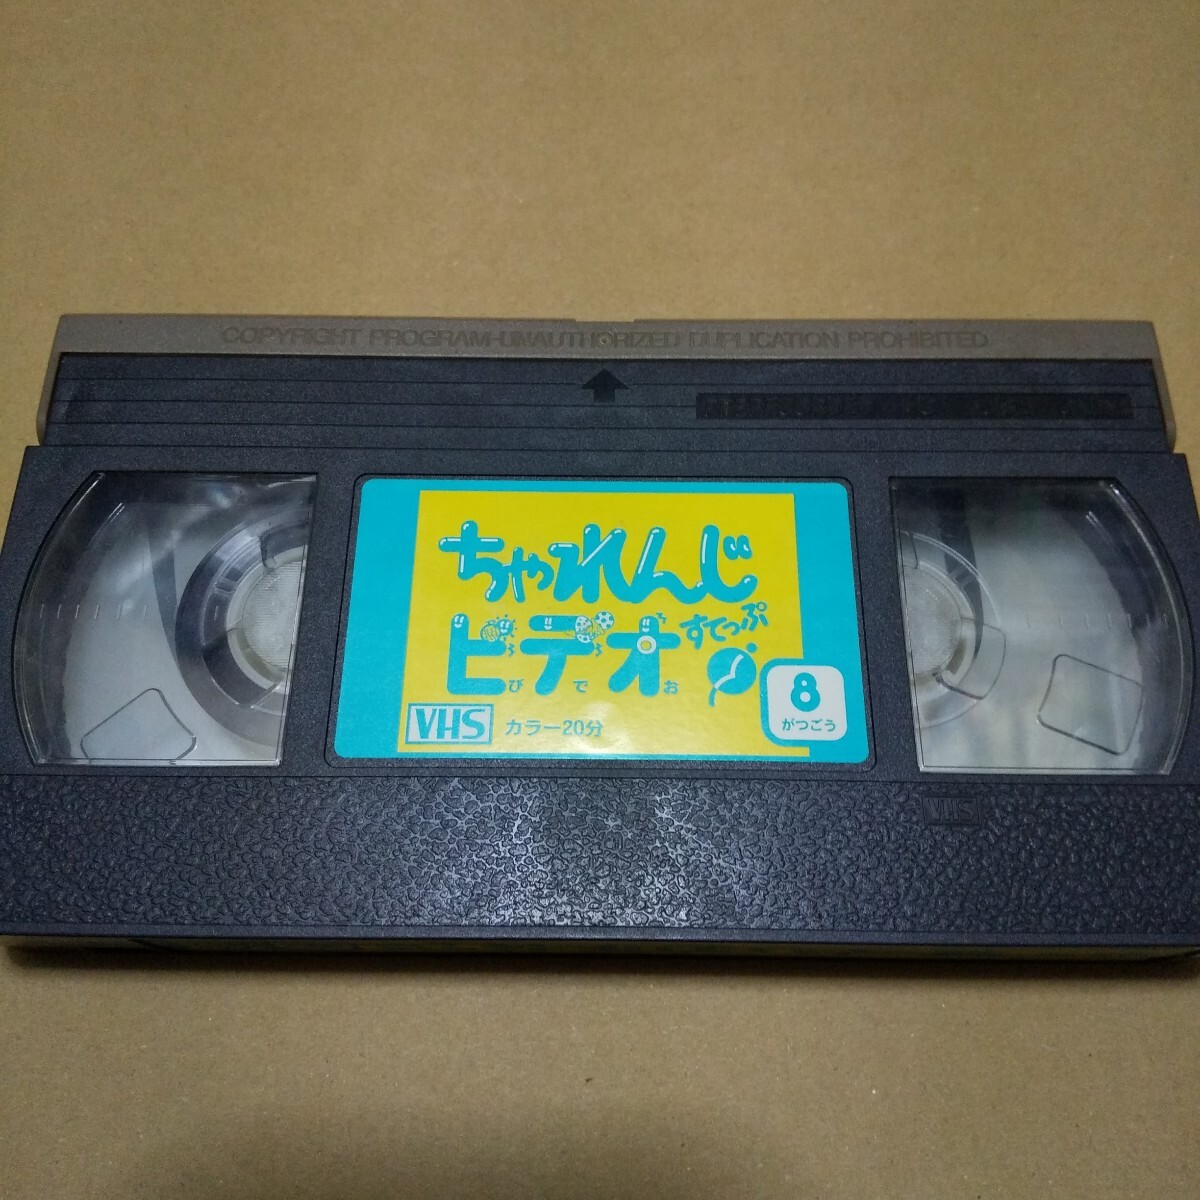 COPYRIGHT PROGRAM-UNAUTHORIZED DUPLICATION PROHIBITED
ちゃれんじ
ビデオ すてっぷ
びでお
8
がつごう
VHS カラー20分
VHS